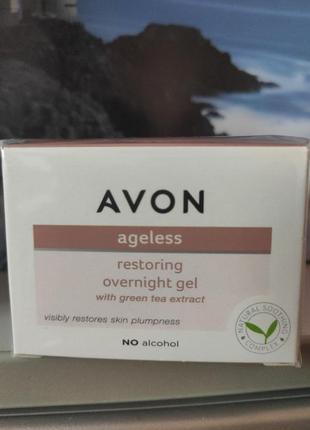 AVON
ageless
restoring
overnight gel
with green tea extract
visibly restores skin plumpness
NO alcohol
NATURAL SOOTHING
COMPLEX